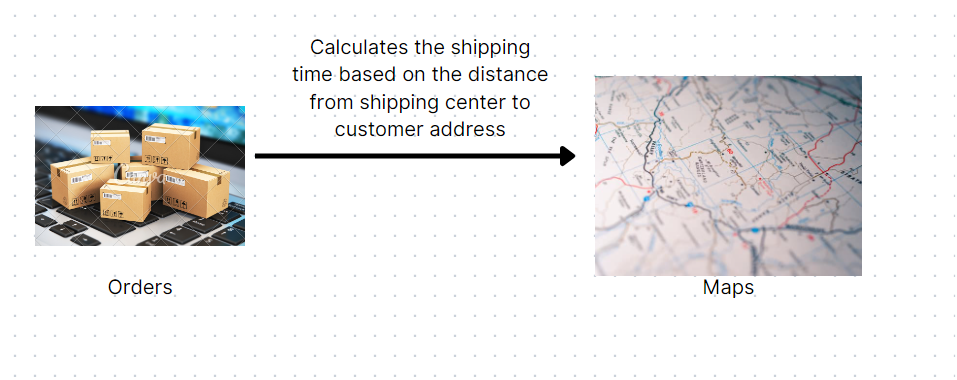 Calculates the shipping
time based on the distance
from shipping center to
customer address
Orders
Maps